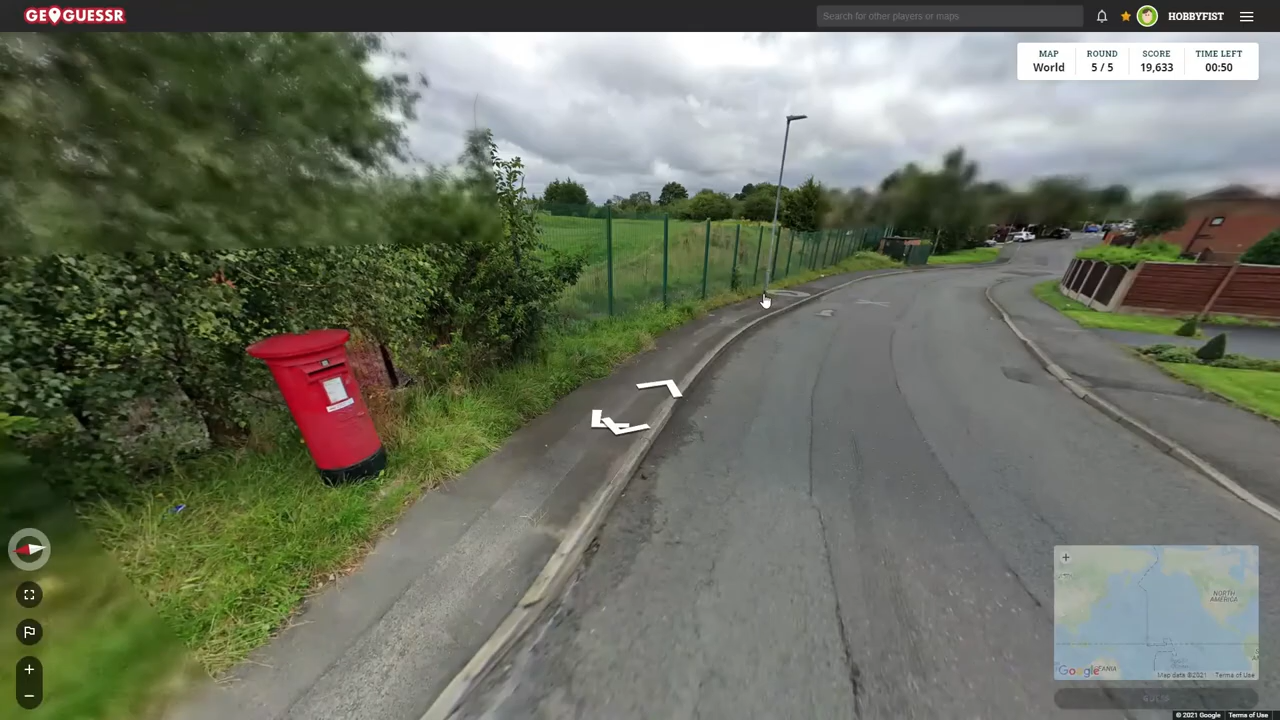 GEOGUESSR
Search for other players or maps
HOBBYFIST
MAP
World
ROUND
5 / 5
SCORE
19,633
TIME LEFT
00:50
NORTH
AMERICA
Google
Map data ©2021
Terms of Use
© 2021 Google
Terms of Use